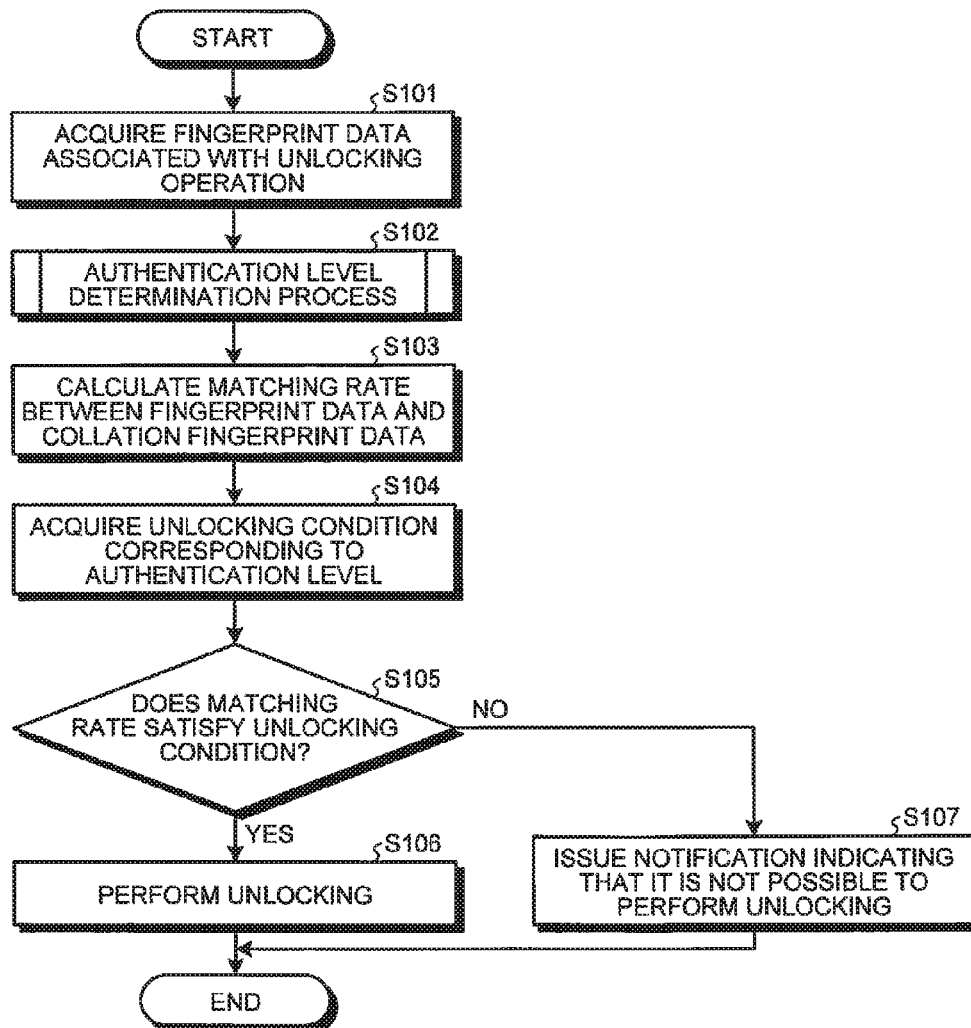 START
S101
ACQUIRE FINGERPRINT DATA
ASSOCIATED WITH UNLOCKING
OPERATION
S102
AUTHENTICATION LEVEL
DETERMINATION PROCESS
S103
CALCULATE MATCHING RATE
BETWEEN FINGERPRINT DATA AND
COLLATION FINGERPRINT DATA
S104
ACQUIRE UNLOCKING CONDITION
CORRESPONDING TO
AUTHENTICATION LEVEL
S105
DOES MATCHING
RATE SATISFY UNLOCKING
CONDITION?
NO
YES
S106
PERFORM UNLOCKING
S107
ISSUE NOTIFICATION INDICATING
THAT IT IS NOT POSSIBLE TO
PERFORM UNLOCKING
END